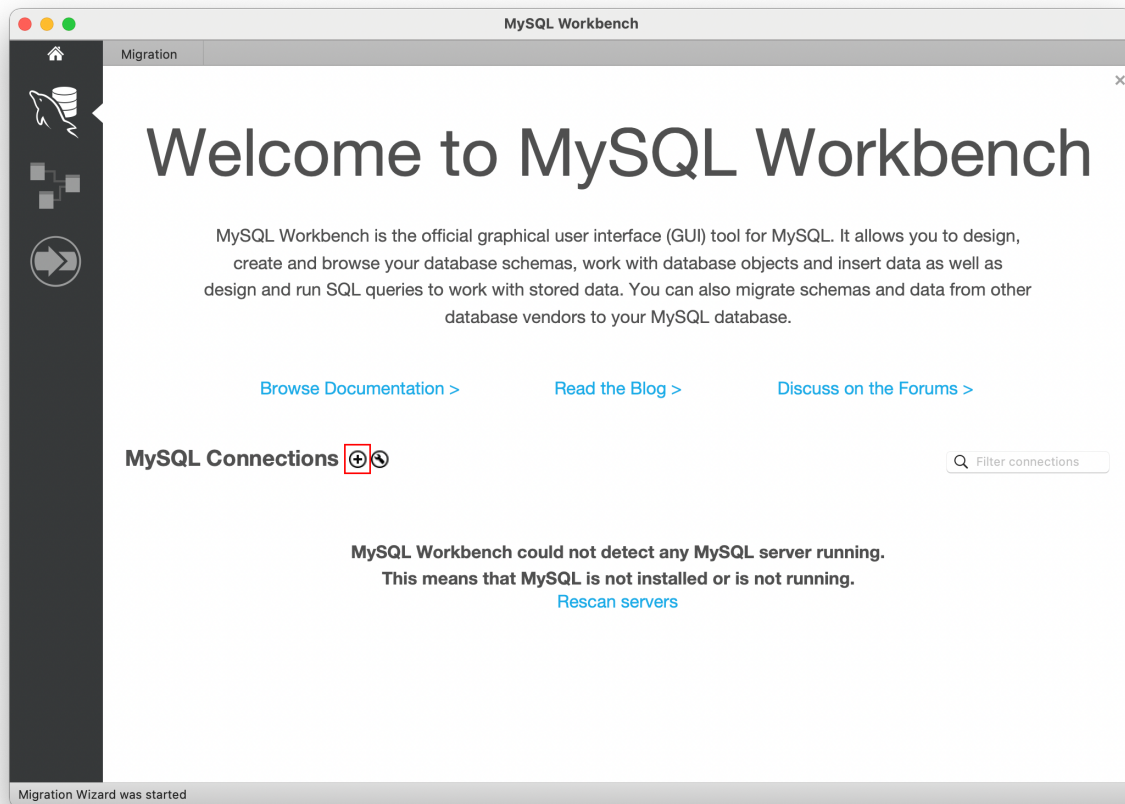 MySQL Workbench
Migration
Welcome to MySQL Workbench
MySQL Workbench is the official graphical user interface (GUI) tool for MySQL. It allows you to design,
create and browse your database schemas, work with database objects and insert data as well as
design and run SQL queries to work with stored data. You can also migrate schemas and data from other
database vendors to your MySQL database.
Browse Documentation >
Read the Blog >
Discuss on the Forums >
MySQL Connections
Filter connections
MySQL Workbench could not detect any MySQL server running.
This means that MySQL is not installed or is not running.
Rescan servers
Migration Wizard was started